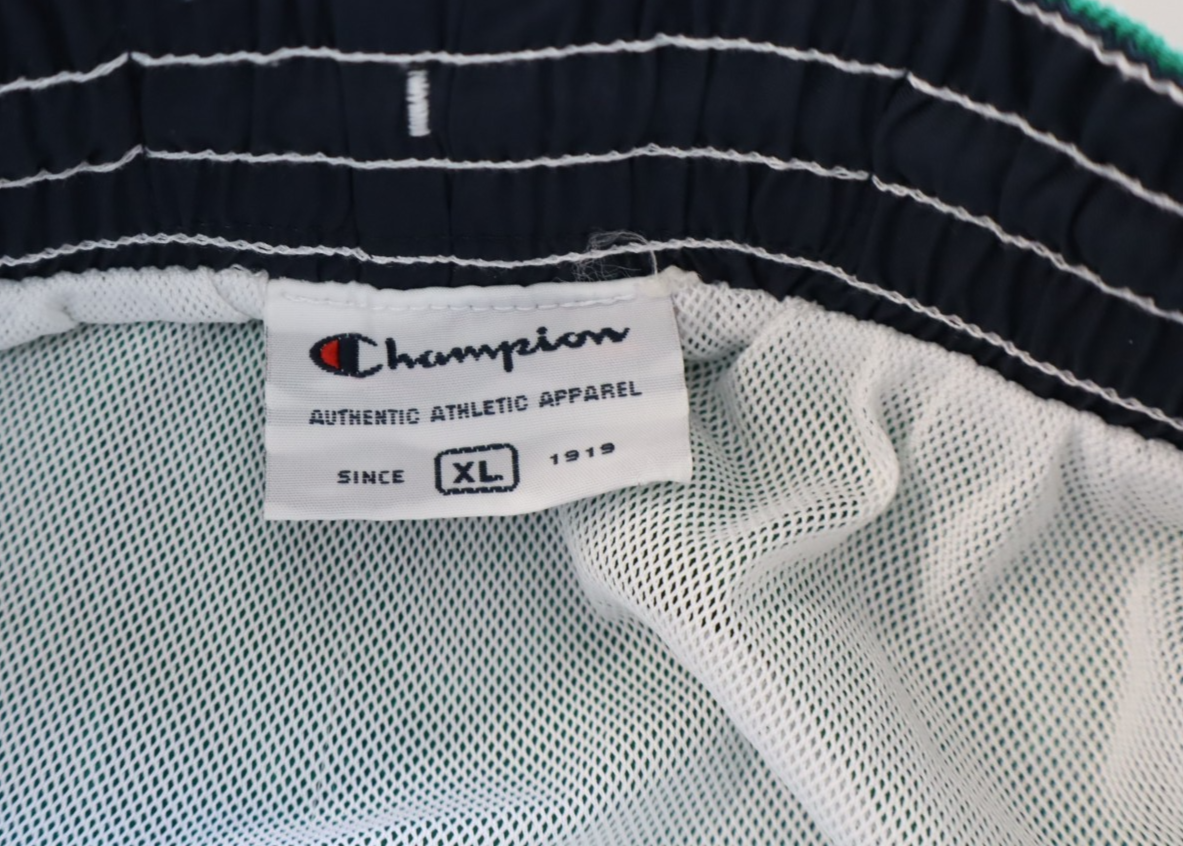 Champion
AUTHENTIC ATHLETIC APPAREL
SINCE XL 1919